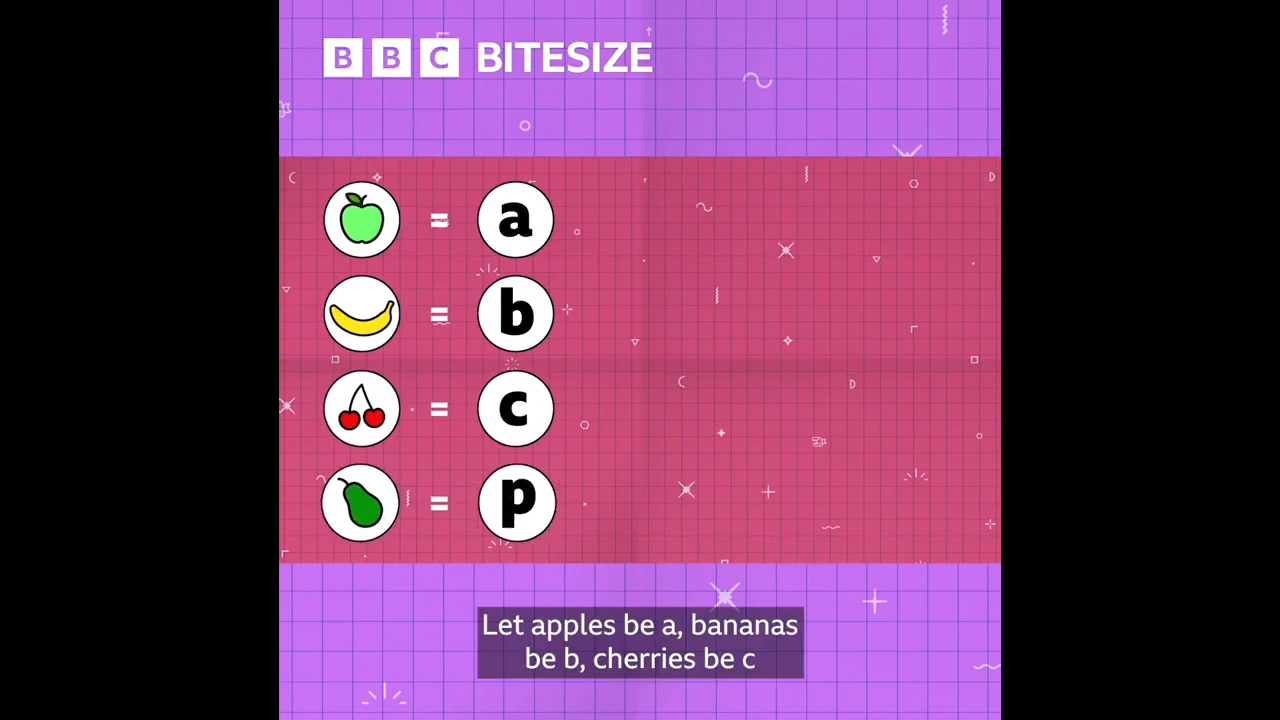 BBC BITESIZE
= a
= b
= c
= p
Let apples be a, bananas
be b, cherries be c